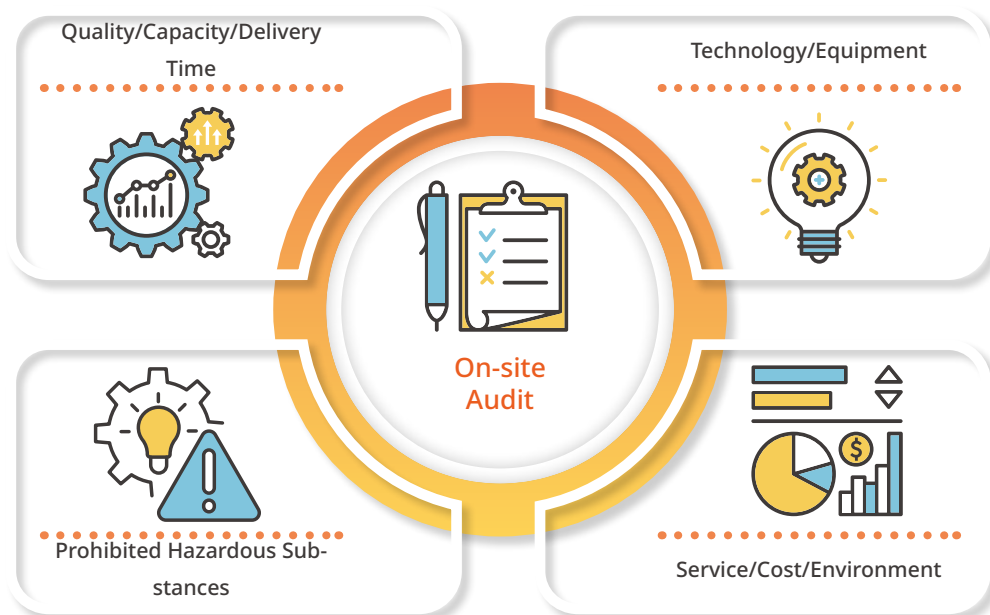 Quality/Capacity/Delivery
Time
Technology/Equipment
On-site
Audit
Prohibited Hazardous Sub-
stances
Service/Cost/Environment
$